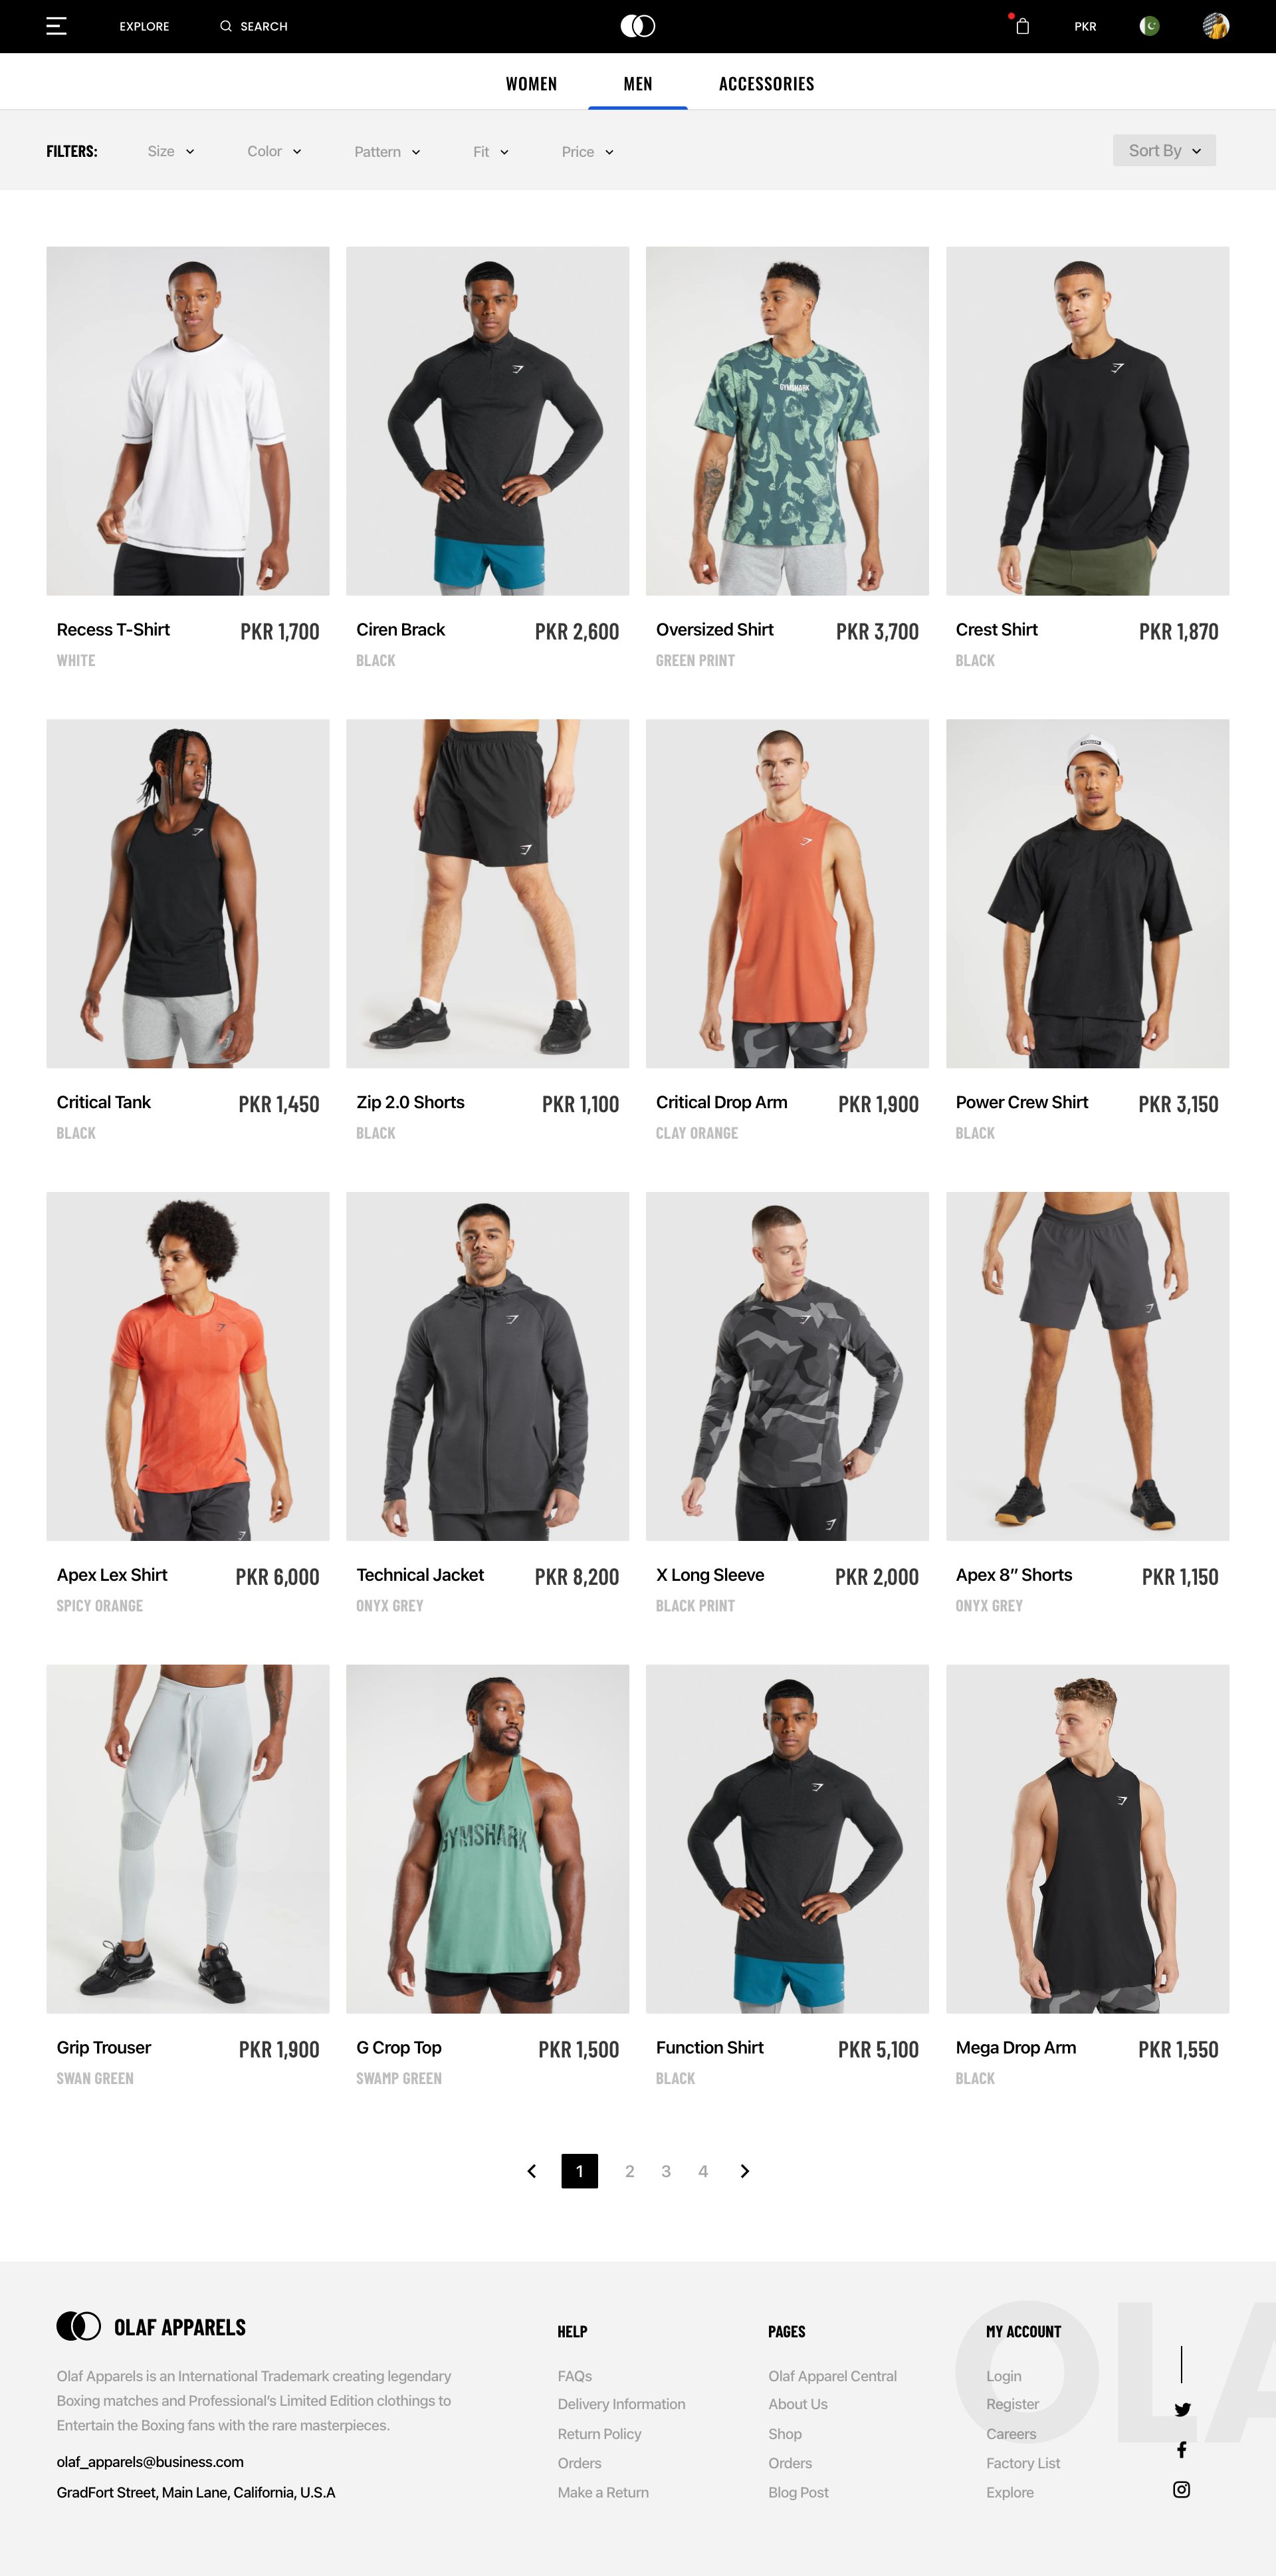 EXPLORE SEARCH PKR
WOMEN MEN ACCESSORIES
FILTERS: Size Color Pattern Fit Price Sort By
GYMSHARK
Recess T-Shirt PKR 1,700 Ciren Brack PKR 2,600 Oversized Shirt PKR 3,700 Crest Shirt PKR 1,870
WHITE BLACK GREEN PRINT BLACK
Critical Tank PKR 1,450 Zip 2.0 Shorts PKR 1,100 Critical Drop Arm PKR 1,900 Power Crew Shirt PKR 3,150
BLACK BLACK CLAY ORANGE BLACK
Apex Lex Shirt PKR 6,000 Technical Jacket PKR 8,200 X Long Sleeve PKR 2,000 Apex 8” Shorts PKR 1,150
SPICY ORANGE ONYX GREY BLACK PRINT ONYX GREY
GYMSHARK
Grip Trouser PKR 1,900 G Crop Top PKR 1,500 Function Shirt PKR 5,100 Mega Drop Arm PKR 1,550
SWAN GREEN SWAMP GREEN BLACK BLACK
1 2 3 4
OLAF APPARELS
Olaf Apparels is an International Trademark creating legendary
Boxing matches and Professional's Limited Edition clothings to
Entertain the Boxing fans with the rare masterpieces.
olaf_apparels@business.com
GradFort Street, Main Lane, California, U.S.A
HELP
FAQs
Delivery Information
Return Policy
Orders
Make a Return
PAGES
Olaf Apparel Central
About Us
Shop
Orders
Blog Post
OLA
MY ACCOUNT
Login
Register
Careers
Factory List
Explore